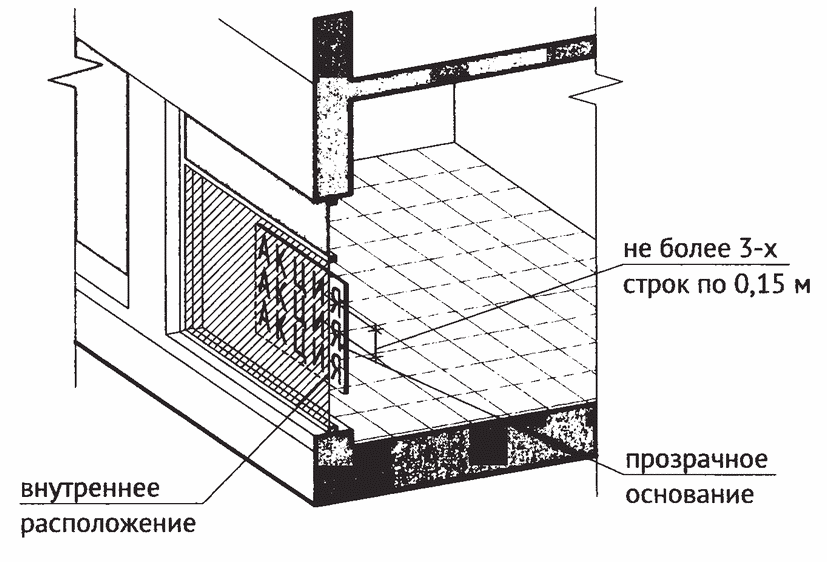 не более 3-х
строк по 0,15 м
АКЦИЯ
АКЦИЯ
АКЦИЯ
прозрачное
основание
внутреннее
расположение